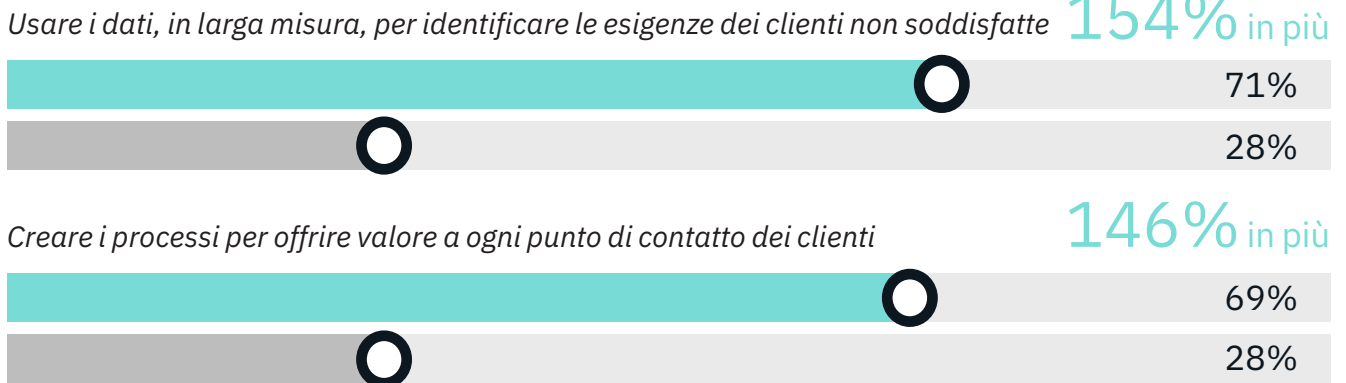 Usare i dati, in larga misura, per identificare le esigenze dei clienti non soddisfatte 154% in più
71%
28%
Creare i processi per offrire valore a ogni punto di contatto dei clienti 146% in più
69%
28%